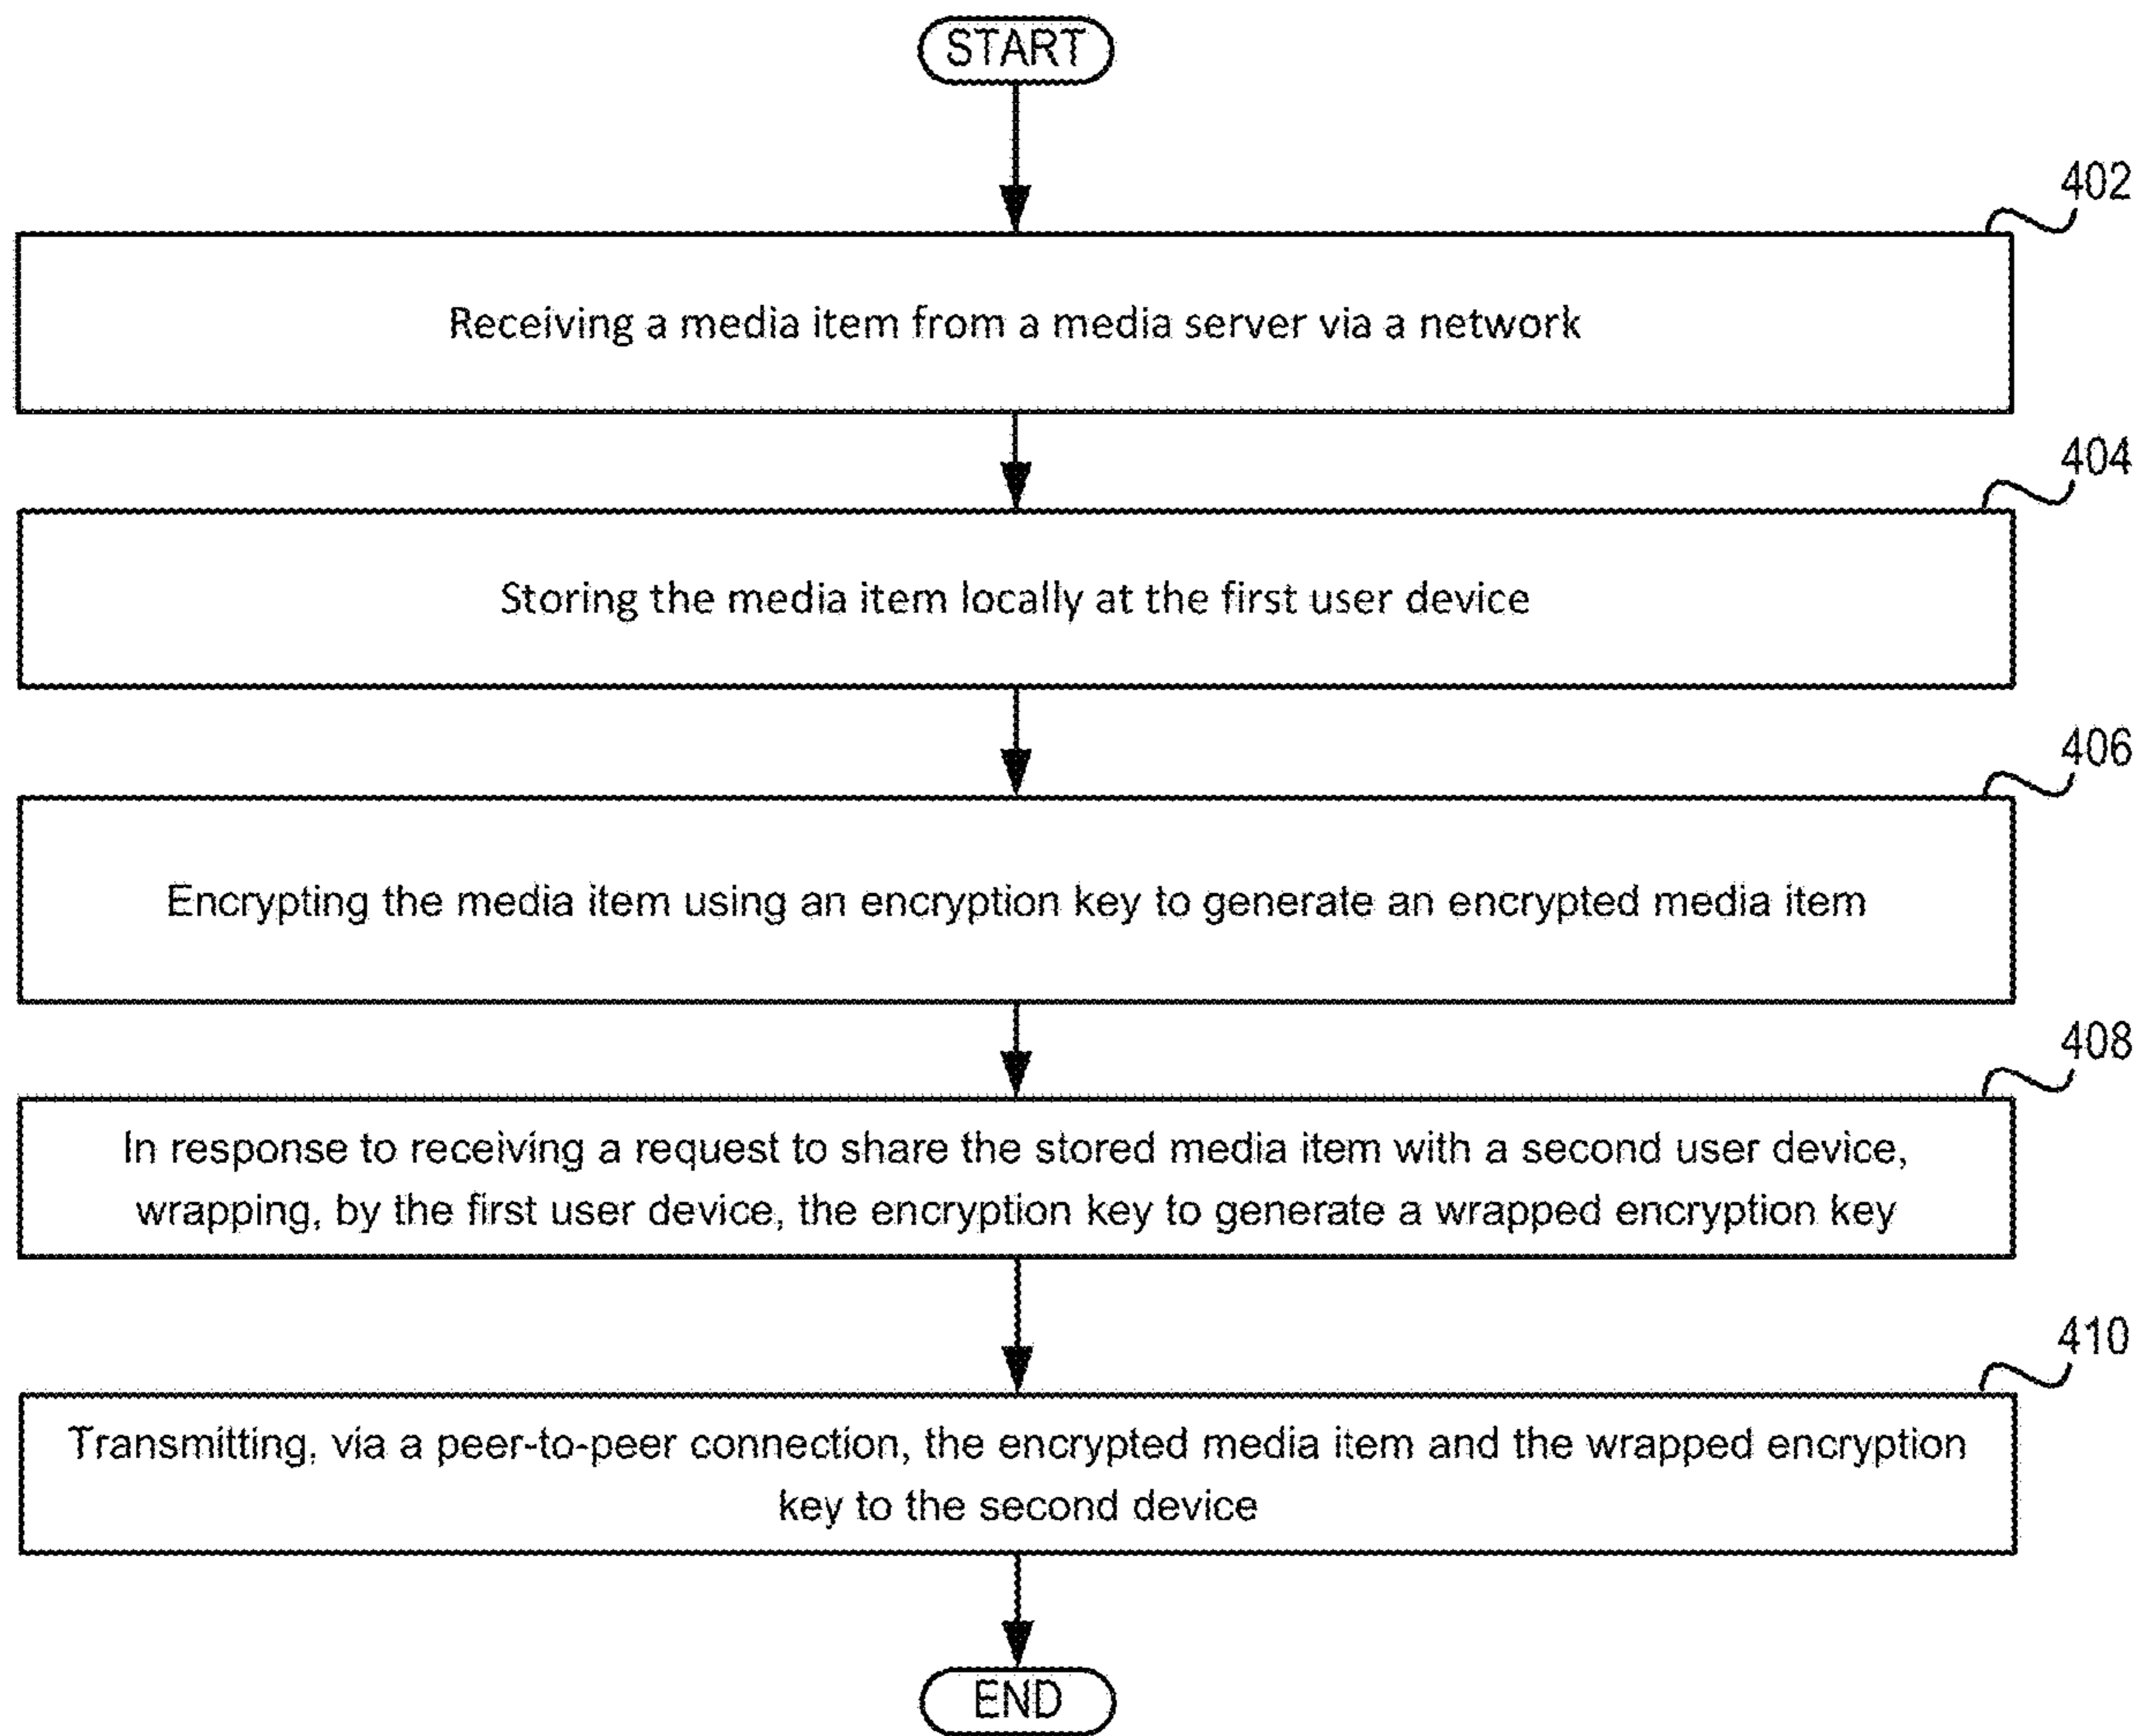 START
402
Receiving a media item from a media server via a network
404
Storing the media item locally at the first user device
406
Encrypting the media item using an encryption key to generate an encrypted media item
408
In response to receiving a request to share the stored media item with a second user device,
wrapping, by the first user device, the encryption key to generate a wrapped encryption key
410
Transmitting, via a peer-to-peer connection, the encrypted media item and the wrapped encryption
key to the second device
END